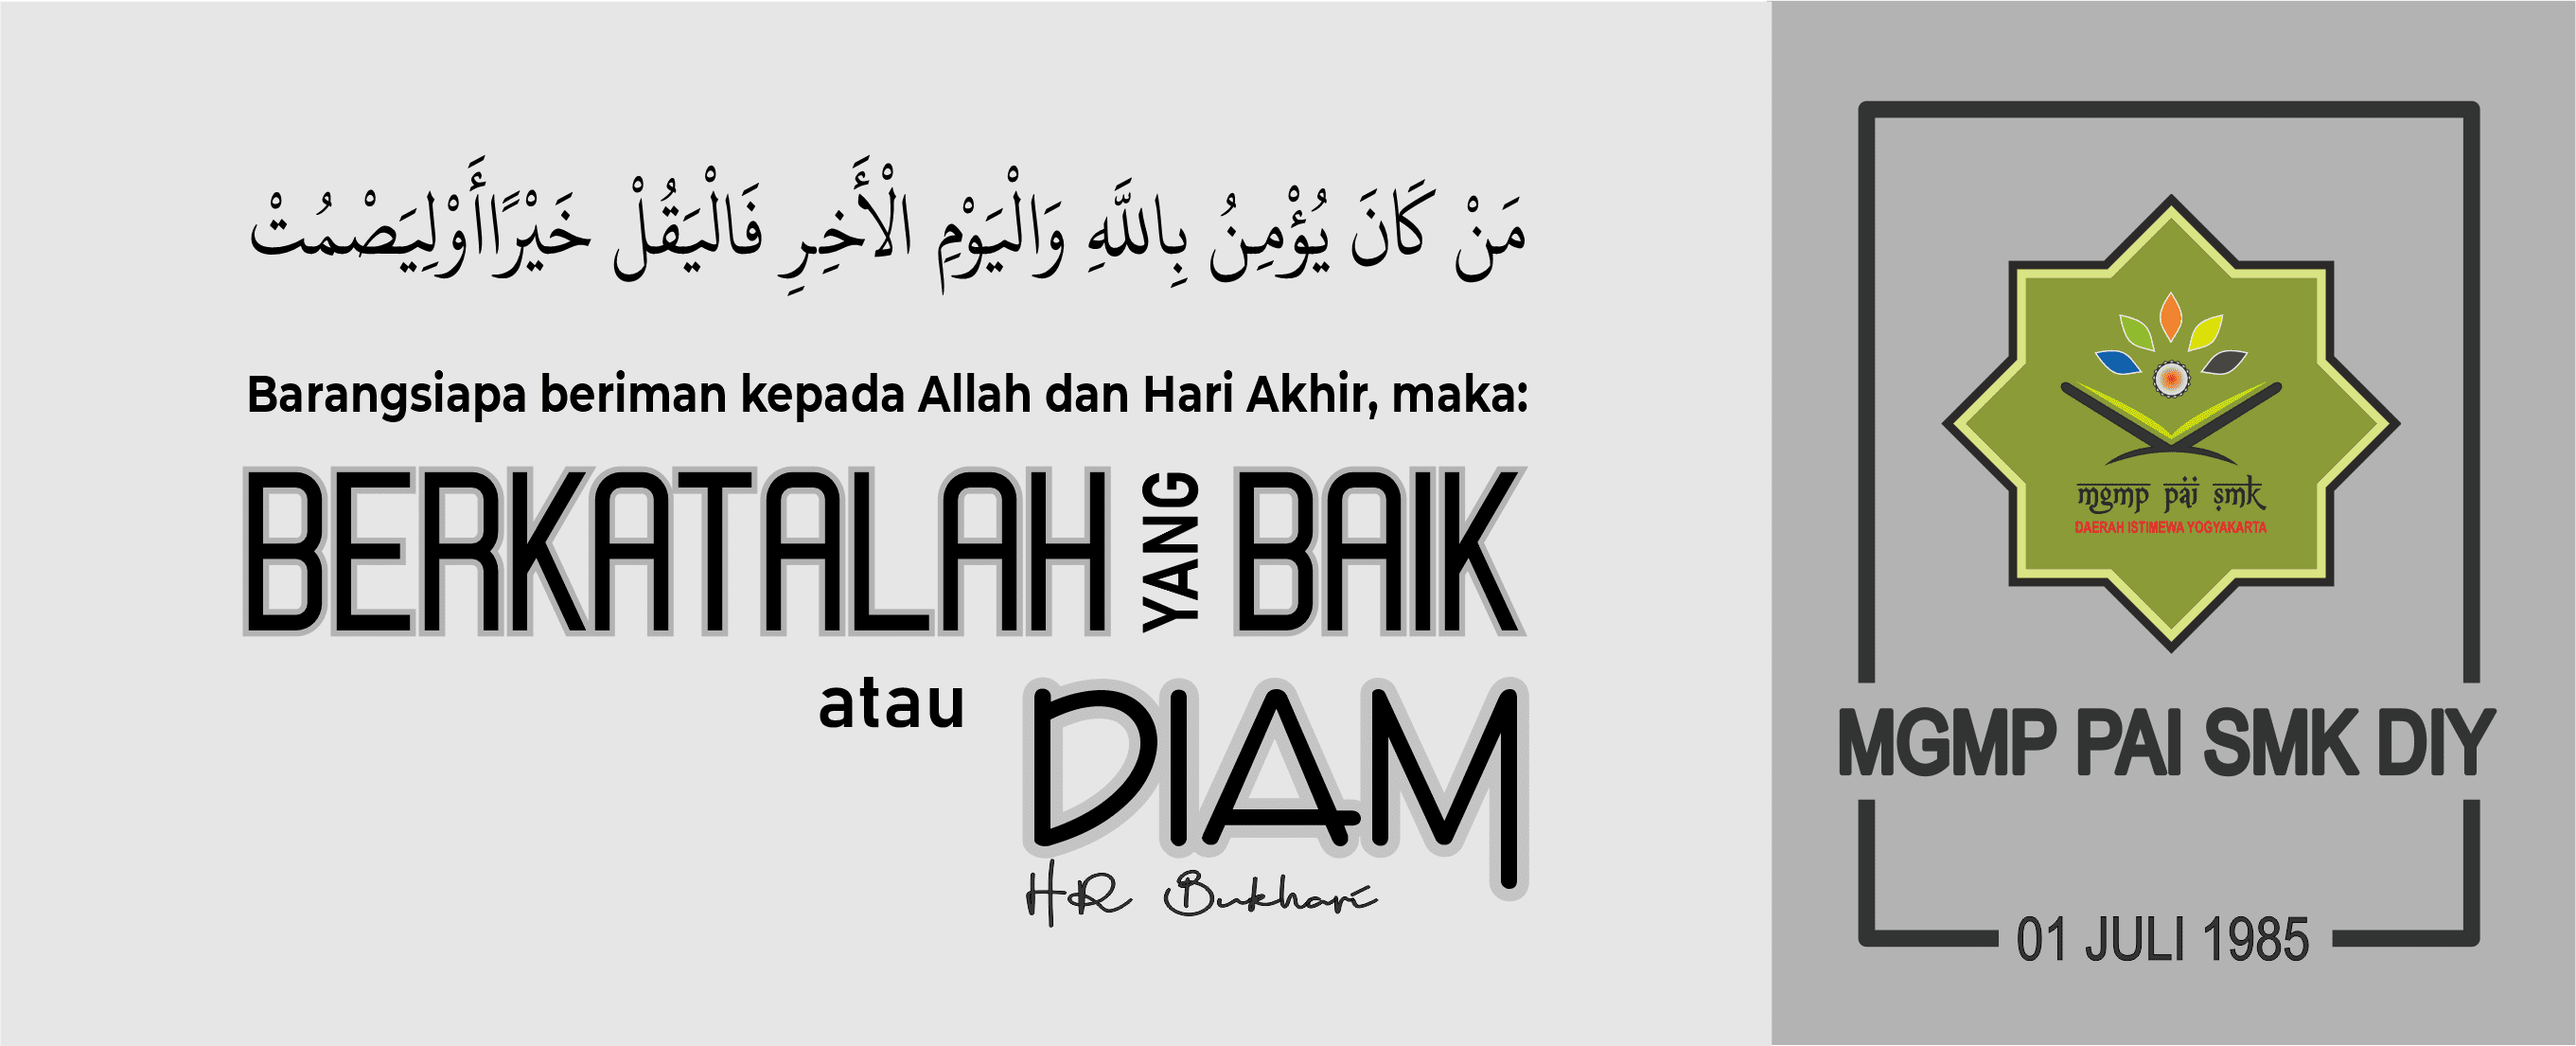 مَنْ كَانَ يُؤْمِنُ بِاللَّهِ وَالْيَوْمِ الْأَخِرِ فَالْيَقُلْ خَيْرًاأَوْلِيَصْمُتْ
Barangsiapa beriman kepada Allah dan Hari Akhir, maka:
BERKATALAH YANG BAIK
atau DIAM
HR Bukhari
mgmp pai smk
DAERAH ISTIMEWA YOGYAKARTA
MGMP PAI SMK DIY
01 JULI 1985